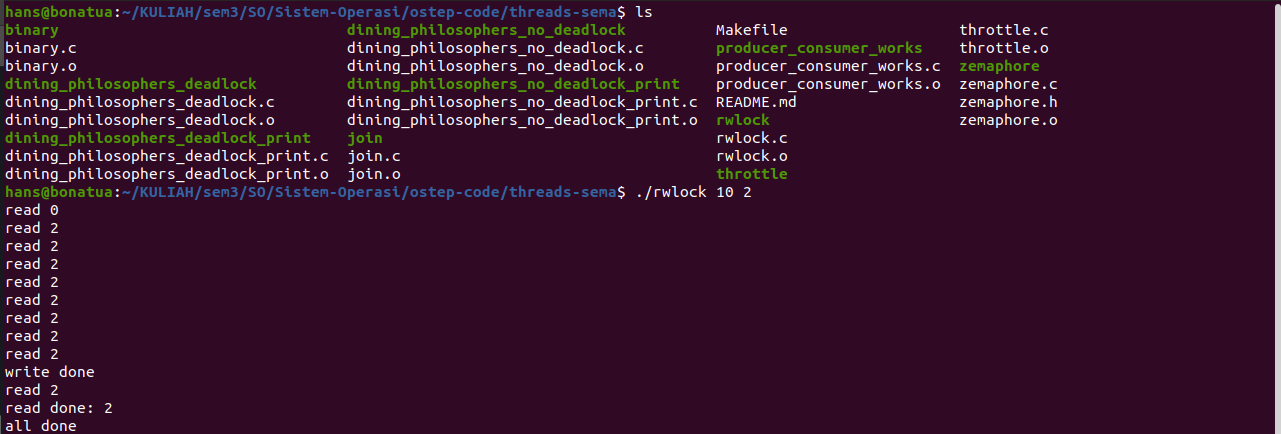 hans@bonatua:~/KULIAH/sem3/SO/Sistem-Operasi/ostep-code/threads-sema$ ls
binary dining_philosophers_no_deadlock Makefile throttle.c
binary.c dining_philosophers_no_deadlock.c producer_consumer_works throttle.o
binary.o dining_philosophers_no_deadlock.o producer_consumer_works.c zemaphore
dining_philosophers_deadlock dining_philosophers_no_deadlock_print producer_consumer_works.o zemaphore.c
dining_philosophers_deadlock.c dining_philosophers_no_deadlock_print.c README.md zemaphore.h
dining_philosophers_deadlock.o dining_philosophers_no_deadlock_print.o rwlock zemaphore.o
dining_philosophers_deadlock_print join rwlock.c
dining_philosophers_deadlock_print.c join.c rwlock.o
dining_philosophers_deadlock_print.o join.o throttle
hans@bonatua:~/KULIAH/sem3/SO/Sistem-Operasi/ostep-code/threads-sema$ ./rwlock 10 2
read 0
read 2
read 2
read 2
read 2
read 2
read 2
read 2
read 2
write done
read 2
read done: 2
all done